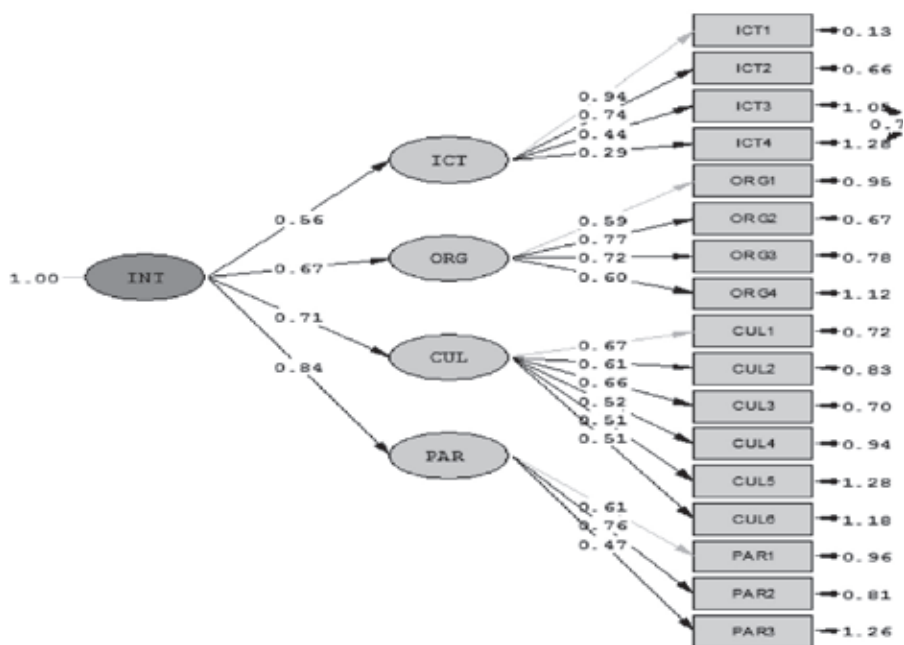 ICT1 0.13
ICT2 0.66
0.94
0.74
ICT3 1.05
0.44
0.7
ICT4 1.28
0.29
ICT
ORG1 0.95
0.56
0.59
ORG2 0.67
0.77
ORG
ORG3 0.78
0.72
0.67
0.60
1.00 INT
ORG4 1.12
0.71
CUL1 0.72
0.67
CUL
CUL2 0.83
0.61
0.84
0.66
CUL3 0.70
0.52
0.51
CUL4 0.94
0.51
PAR
CUL5 1.28
0.61
CUL6 1.18
0.76
0.47
PAR1 0.96
PAR2 0.81
PAR3 1.26